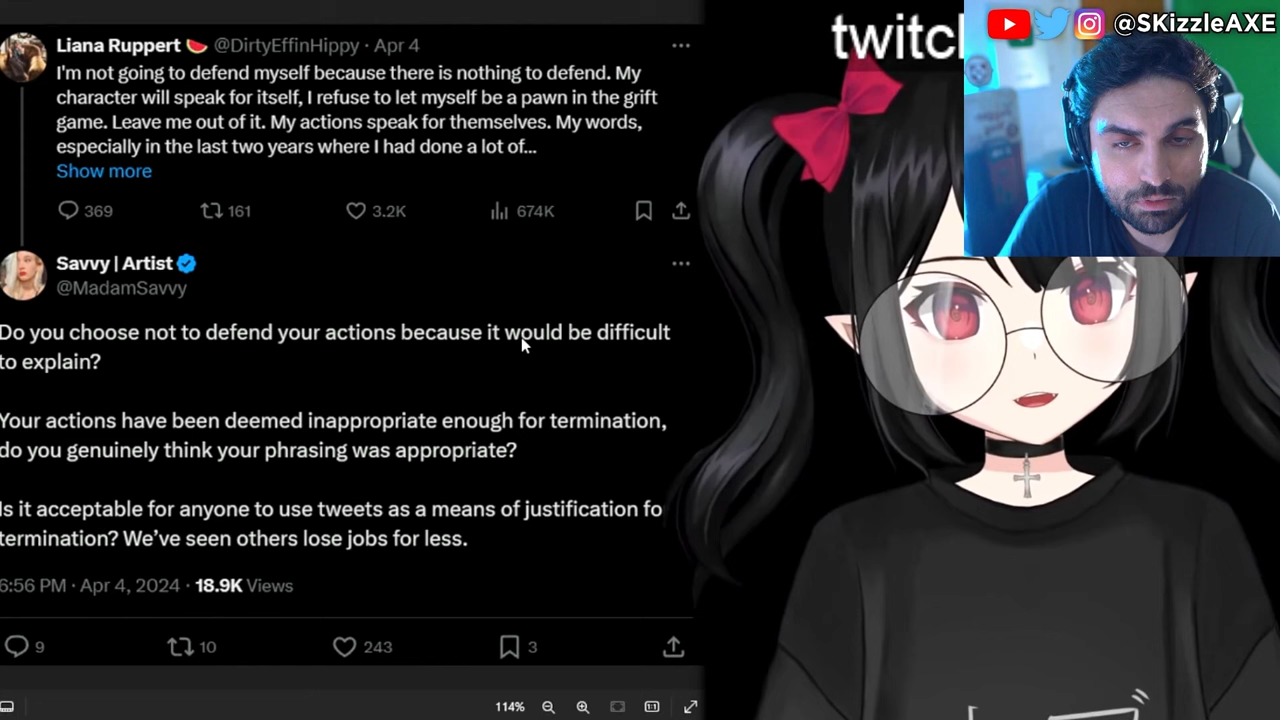 Liana Ruppert 🍉 @DirtyEffinHippy · Apr 4
I'm not going to defend myself because there is nothing to defend. My
character will speak for itself, I refuse to let myself be a pawn in the grift
game. Leave me out of it. My actions speak for themselves. My words,
especially in the last two years where I had done a lot of...
Show more
369 161 3.2K 674K
Savvy | Artist
@MadamSavvy
Do you choose not to defend your actions because it would be difficult
to explain?
Your actions have been deemed inappropriate enough for termination,
do you genuinely think your phrasing was appropriate?
Is it acceptable for anyone to use tweets as a means of justification fo
termination? We've seen others lose jobs for less.
6:56 PM · Apr 4, 2024 · 18.9K Views
9 10 243 3
114%
twitch
@SKizzleAXE